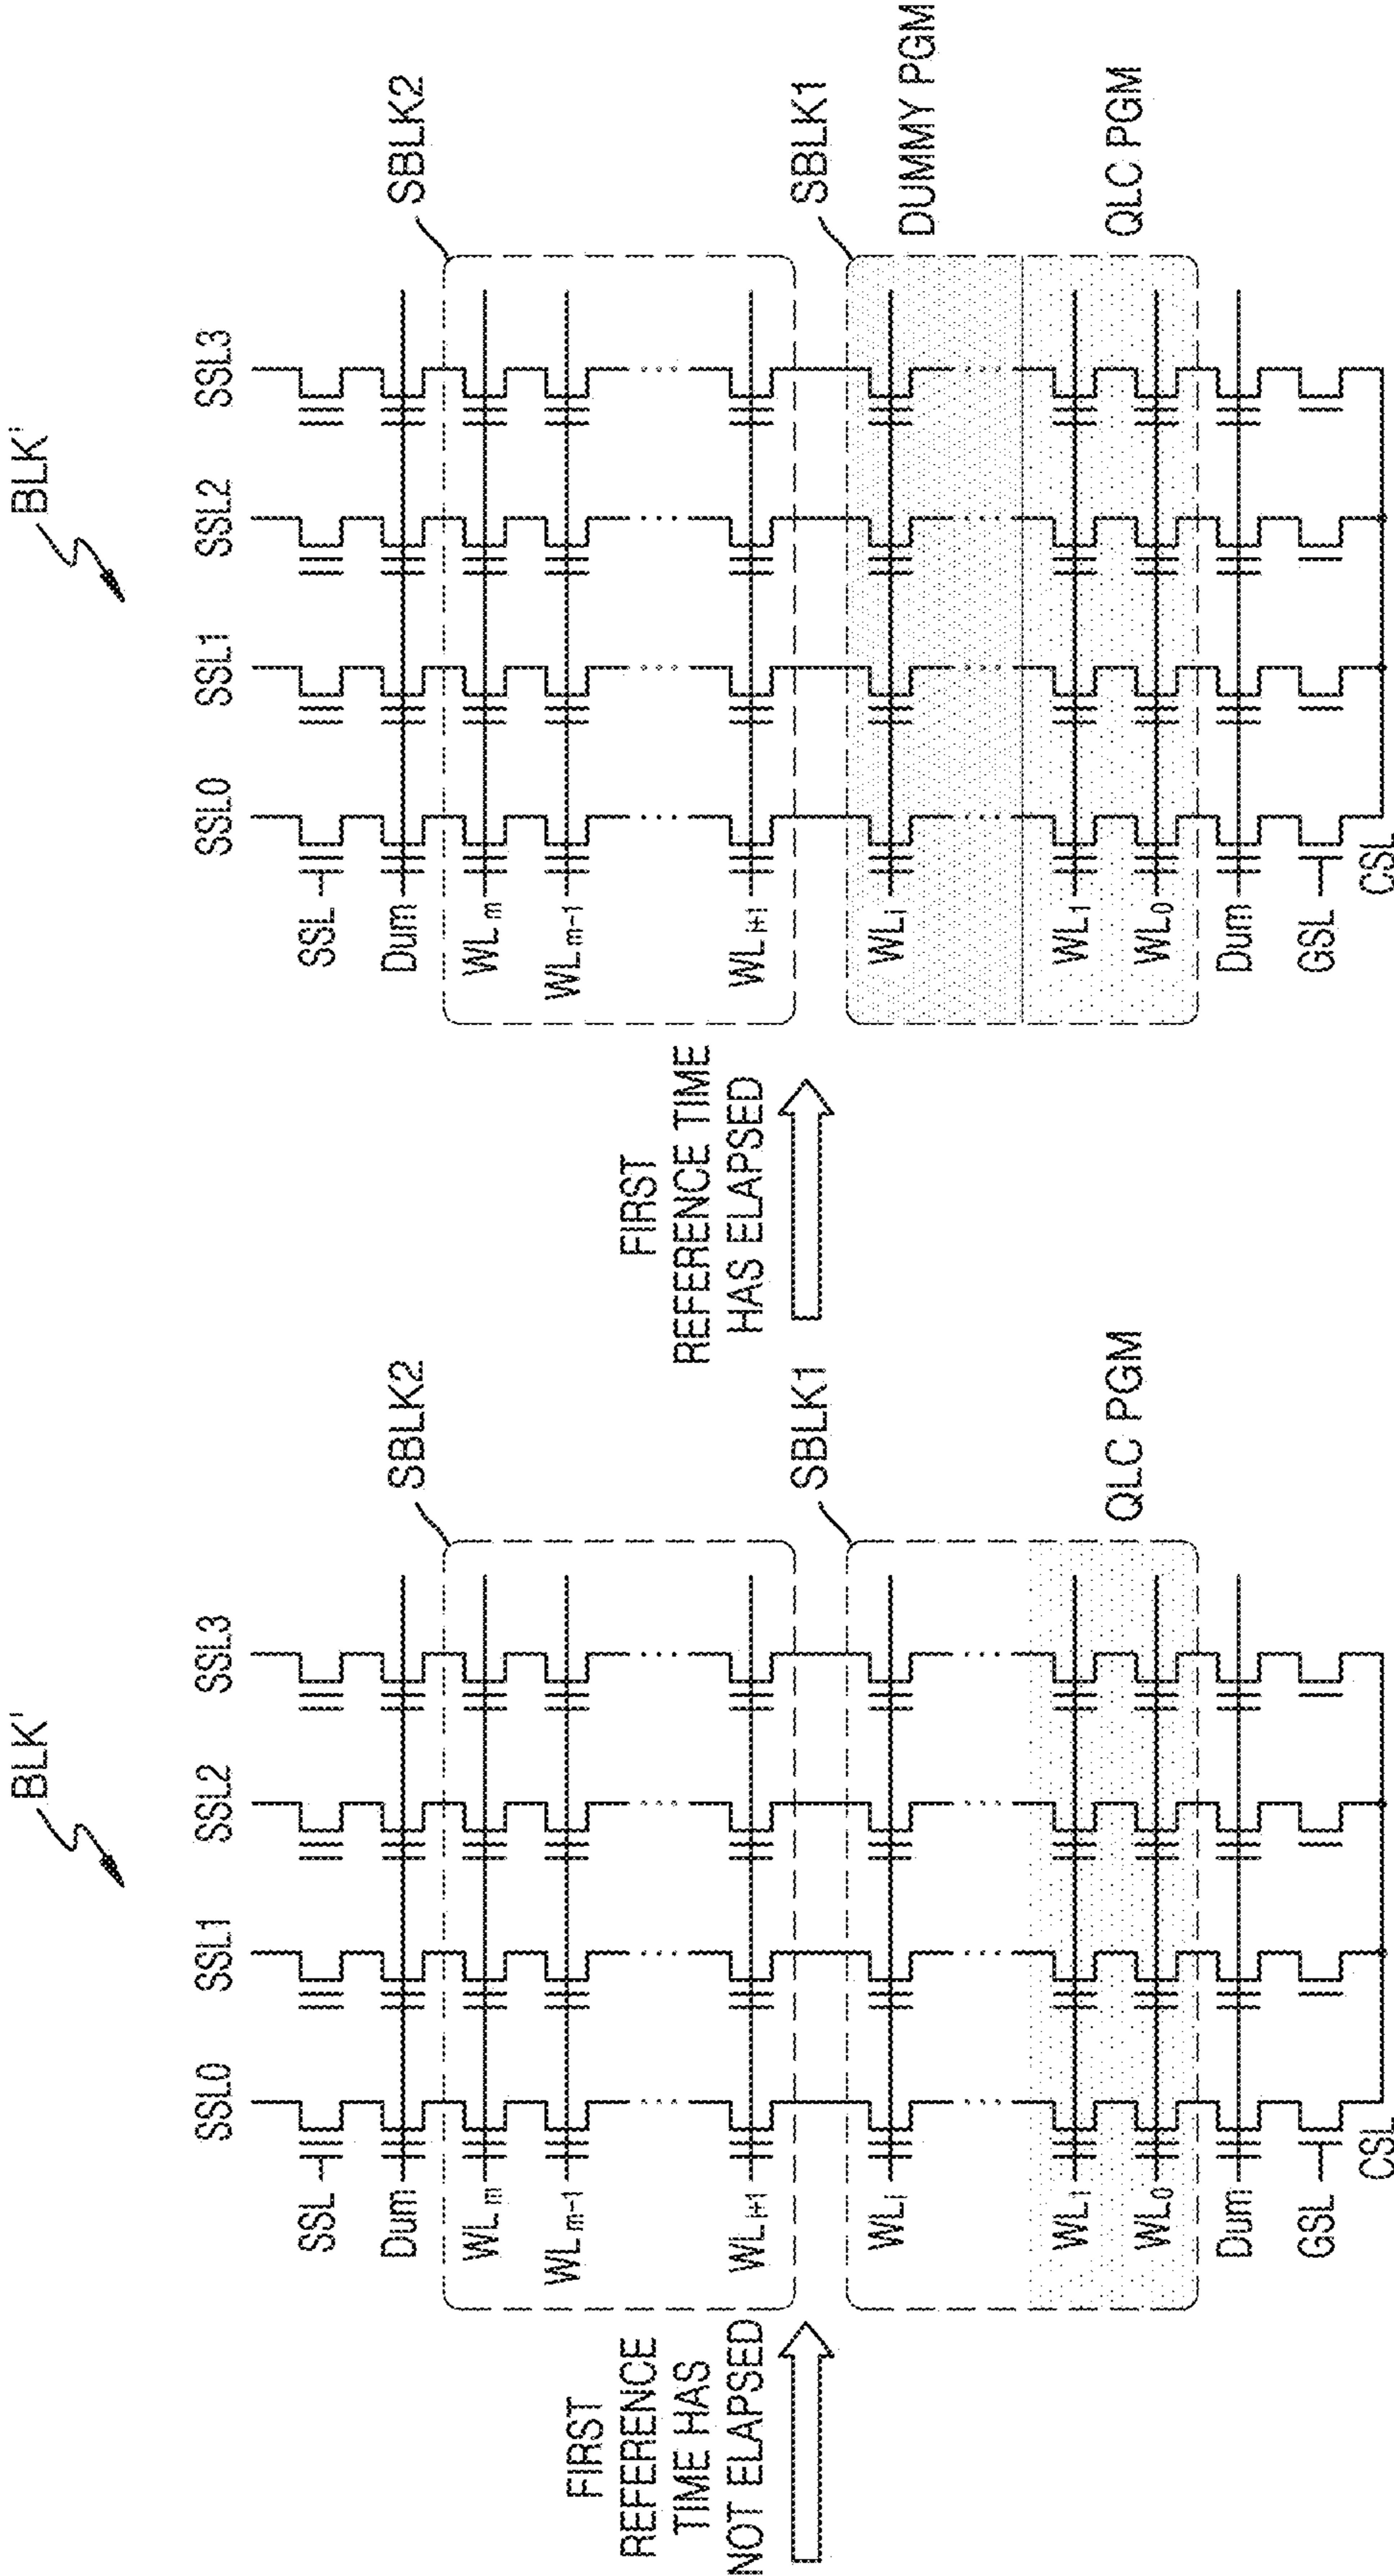 FIRST
REFERENCE
TIME HAS
NOT ELAPSED
BLK'
SSL0 SSL1 SSL2 SSL3
SSL
Dum
WLm
WLm-1
WLi+1
WLi
WL1
WL0
Dum
GSL
CSL
SBLK2
SBLK1
QLC PGM
FIRST
REFERENCE TIME
HAS ELAPSED
BLK'
SSL0 SSL1 SSL2 SSL3
SSL
Dum
WLm
WLm-1
WLi+1
WLi
WL1
WL0
Dum
GSL
CSL
SBLK2
SBLK1
DUMMY PGM
QLC PGM